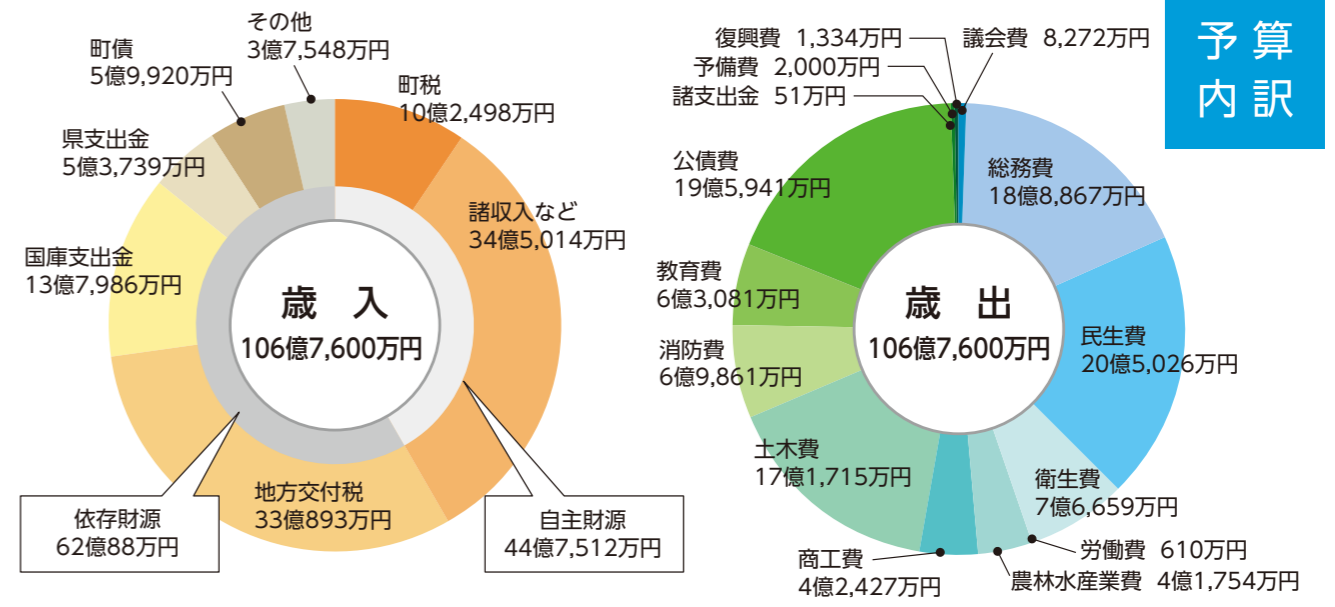 予算
内訳
その他
3億7,548万円
町債
5億9,920万円
町税
10億2,498万円
県支出金
5億3,739万円
諸収入など
34億5,014万円
国庫支出金
13億7,986万円
歳 入
106億7,600万円
地方交付税
33億893万円
依存財源
62億88万円
自主財源
44億7,512万円
復興費 1,334万円
議会費 8,272万円
予備費 2,000万円
諸支出金 51万円
公債費
19億5,941万円
総務費
18億8,867万円
教育費
6億3,081万円
歳 出
106億7,600万円
民生費
20億5,026万円
消防費
6億9,861万円
土木費
17億1,715万円
衛生費
7億6,659万円
労働費 610万円
商工費
4億2,427万円
農林水産業費 4億1,754万円